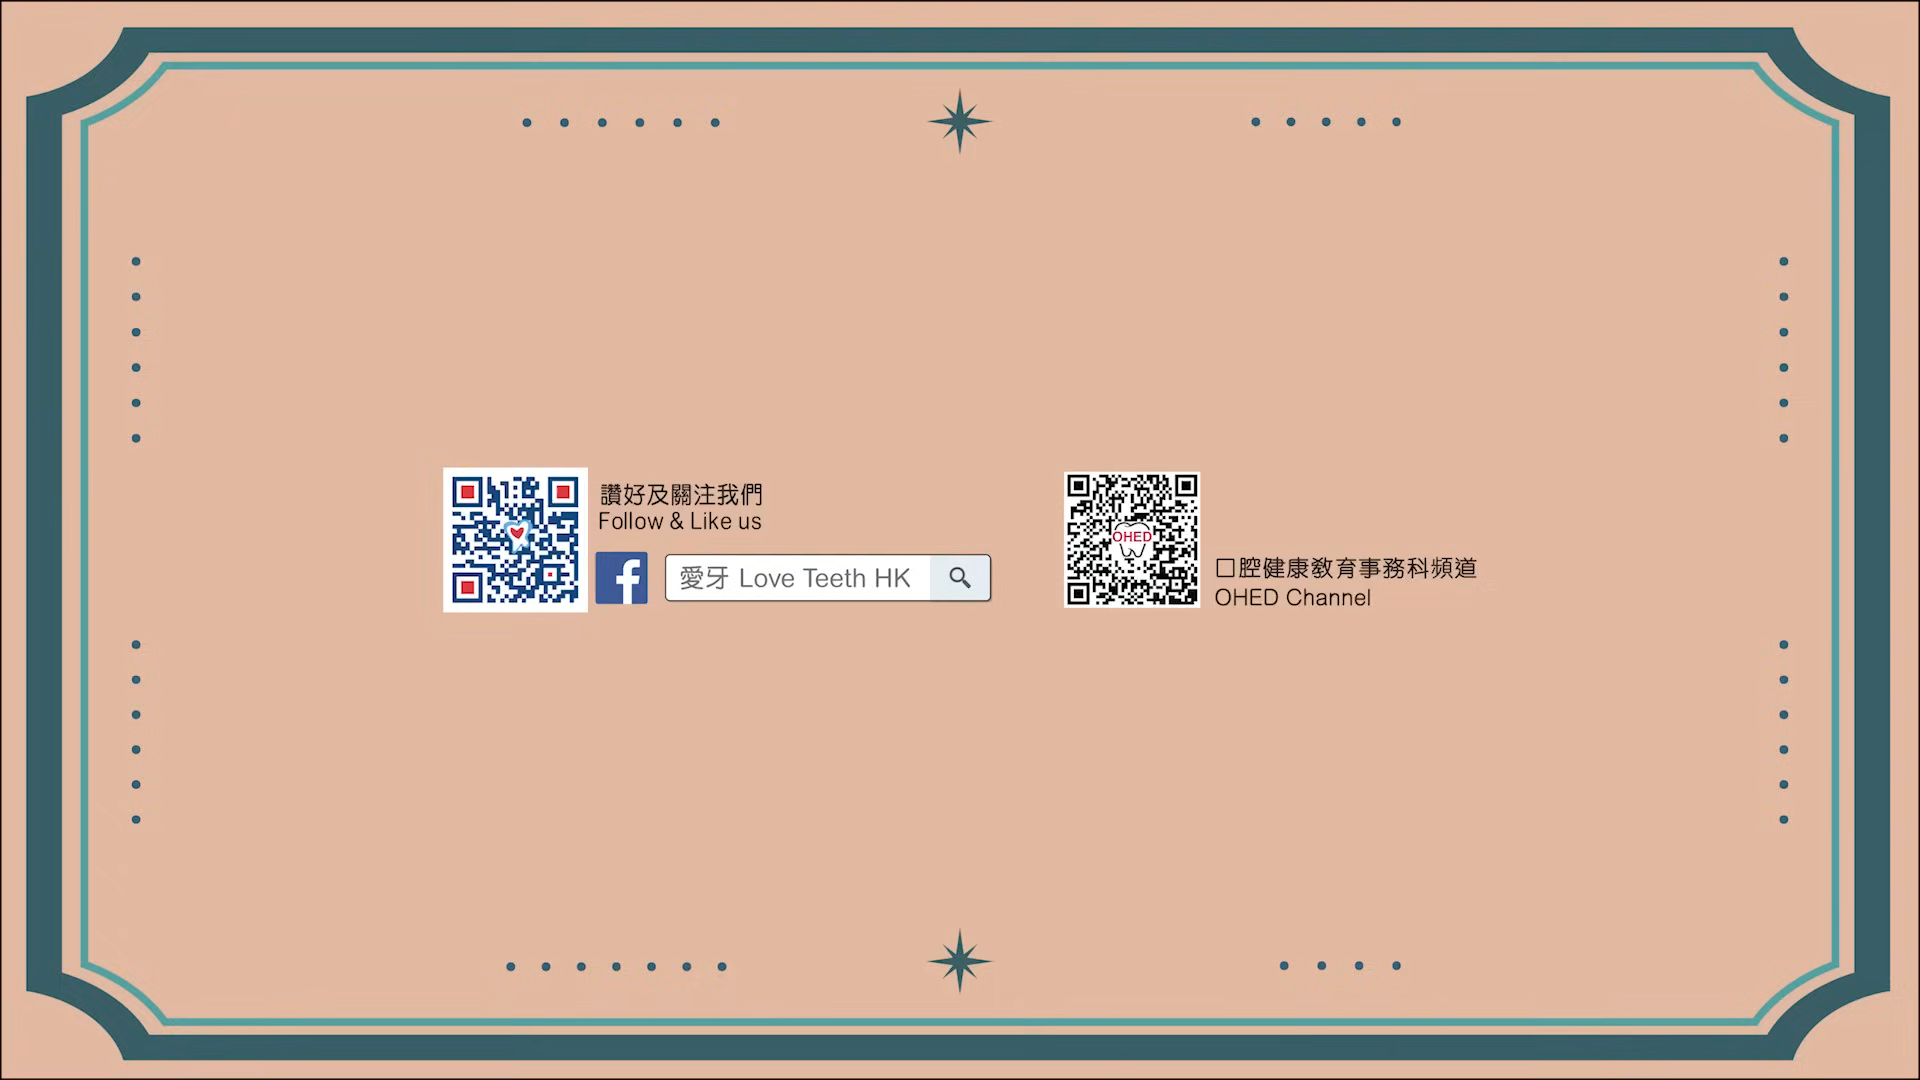 讚好及關注我們
Follow & Like us
愛牙 Love Teeth HK
OHED
口腔健康教育事務科頻道
OHED Channel